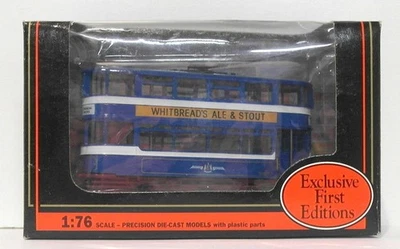 WHITBREAD'S ALE & STOUT
Exclusive
First
Editions
1:76 SCALE – PRECISION DIE-CAST MODELS with plastic parts